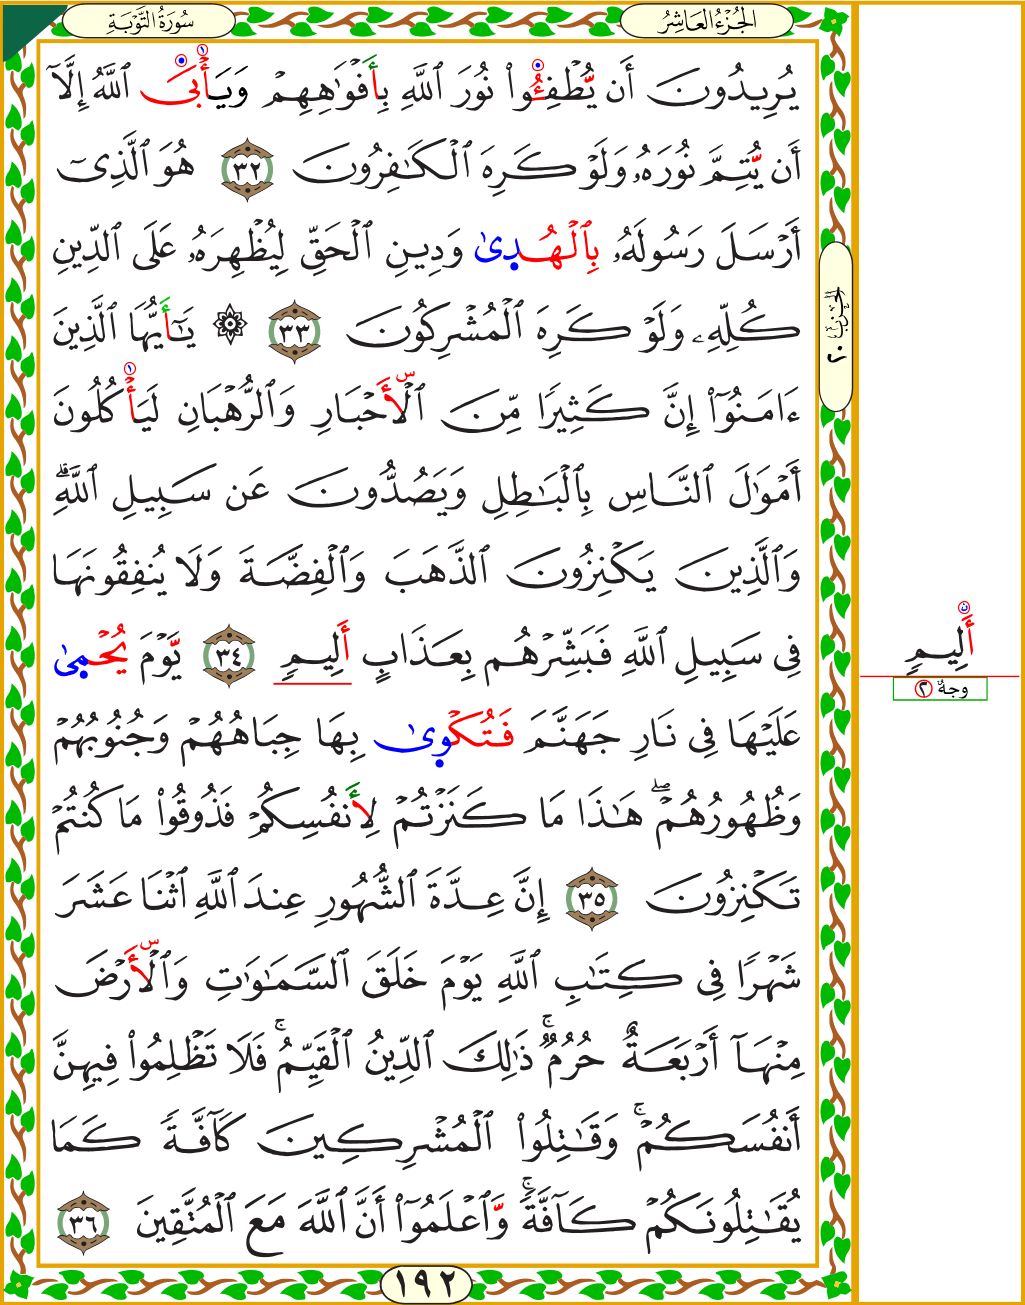 سُورَةُ التَّوْبَةِ
الجُزْءُ العَاشِرُ
يُرِيدُونَ أَن يُطْفِـُٔوا۟ نُورَ ٱللَّهِ بِأَفْوَٰهِهِمْ وَيَأْبَى ٱللَّهُ إِلَّآ
أَن يُتِمَّ نُورَهُۥ وَلَوْ كَرِهَ ٱلْكَـٰفِرُونَ ٣٢ هُوَ ٱلَّذِىٓ
أَرْسَلَ رَسُولَهُۥ بِٱلْهُدَىٰ وَدِينِ ٱلْحَقِّ لِيُظْهِرَهُۥ عَلَى ٱلدِّينِ
كُلِّهِۦ وَلَوْ كَرِهَ ٱلْمُشْرِكُونَ ٣٣ ۞ يَـٰٓأَيُّهَا ٱلَّذِينَ
ءَامَنُوٓا۟ إِنَّ كَثِيرًا مِّنَ ٱلْأَحْبَارِ وَٱلرُّهْبَانِ لَيَأْكُلُونَ
أَمْوَٰلَ ٱلنَّاسِ بِٱلْبَـٰطِلِ وَيَصُدُّونَ عَن سَبِيلِ ٱللَّهِ ۗ
وَٱلَّذِينَ يَكْنِزُونَ ٱلذَّهَبَ وَٱلْفِضَّةَ وَلَا يُنفِقُونَهَا
فِى سَبِيلِ ٱللَّهِ فَبَشِّرْهُم بِعَذَابٍ أَلِيمٍ ٣٤ يَوْمَ يُحْمَىٰ
عَلَيْهَا فِى نَارِ جَهَنَّمَ فَتُكْوَىٰ بِهَا جِبَاهُهُمْ وَجُنُوبُهُمْ
وَظُهُورُهُمْ ۖ هَـٰذَا مَا كَنَزْتُمْ لِأَنفُسِكُمْ فَذُوقُوا۟ مَا كُنتُمْ
تَكْنِزُونَ ٣٥ إِنَّ عِدَّةَ ٱلشُّهُورِ عِندَ ٱللَّهِ ٱثْنَا عَشَرَ
شَهْرًا فِى كِتَـٰبِ ٱللَّهِ يَوْمَ خَلَقَ ٱلسَّمَـٰوَٰتِ وَٱلْأَرْضَ
مِنْهَآ أَرْبَعَةٌ حُرُمٌ ۚ ذَٰلِكَ ٱلدِّينُ ٱلْقَيِّمُ ۚ فَلَا تَظْلِمُوا۟ فِيهِنَّ
أَنفُسَكُمْ ۚ وَقَـٰتِلُوا۟ ٱلْمُشْرِكِينَ كَآفَّةً كَمَا
يُقَـٰتِلُونَكُمْ كَآفَّةً ۚ وَٱعْلَمُوٓا۟ أَنَّ ٱللَّهَ مَعَ ٱلْمُتَّقِينَ ٣٦
١٩٢
الحزب ٢٠
ن
أَلِيمٍ
وجهٌ ٢